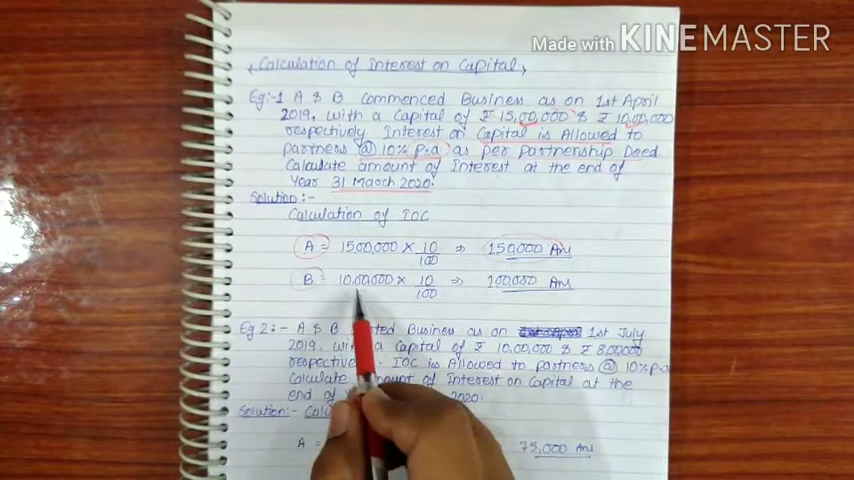 Made with KINEMASTER
Calculation of Interest on Capital
Eg:-1 A & B Commenced Business as on 1st April
2019, with a Capital of ₹ 15,00,000 & ₹ 10,00,000
respectively Interest on Capital is Allowed to
partners @ 10% p.a as per partnership Deed
Calculate amount of Interest at the end of
Year 31 March 2020.
Solution:-
Calculation of IOC
A = 15,00,000 × 10/100 ⇒ 150,000 Ans
B = 10,00,000 × 10/100 ⇒ 100,000 Ans
Eg 2:- A & B Business as on 1st July
2019, with a Capital of ₹ 10,00,000 & ₹ 8,00,000
IOC is Allowed to partners @ 10% p.a
Calculate Amount of Interest on Capital at the
end of 2020.
Solution:-
A = 75,000 Ans